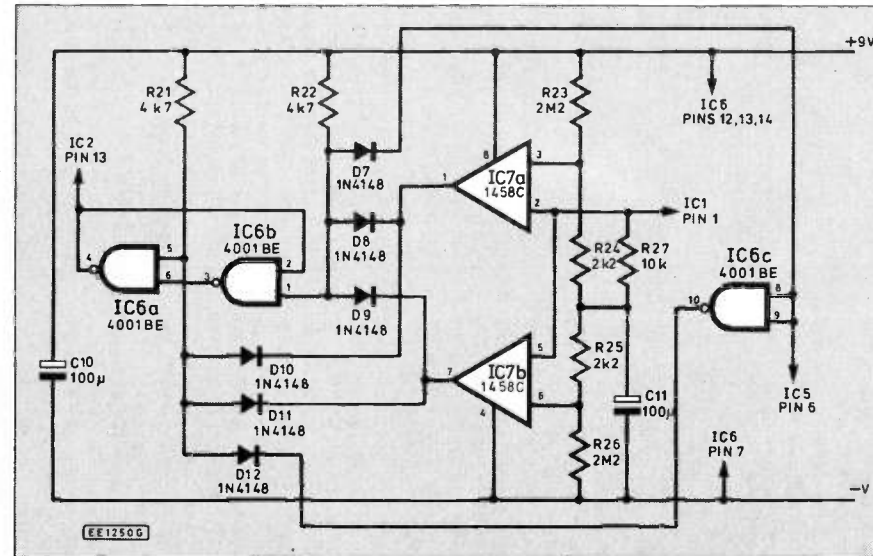 +9V
R21
4k7
R22
4k7
R23
2M2
IC6
PINS 12,13,14
IC2
PIN 13
D7
1N4148
8
IC7a
1458C
1
3
2
IC1
PIN 1
D8
1N4148
IC6b
4001BE
4
5
6
3
2
1
IC6a
4001BE
R24
2k2
R27
10k
IC6c
4001BE
10
8
9
D9
1N4148
C10
100µ
D10
1N4148
7
IC7b
1458C
5
6
4
R25
2k2
C11
100µ
IC5
PIN 6
D11
1N4148
R26
2M2
IC6
PIN 7
D12
1N4148
-V
EE1250G